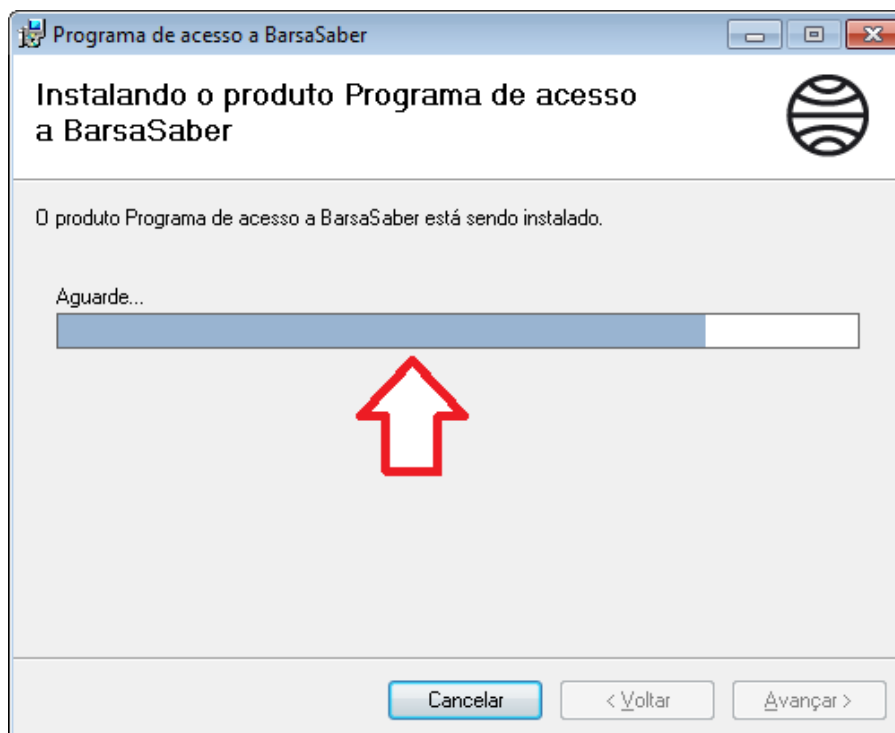 Programa de acesso a BarsaSaber
Instalando o produto Programa de acesso
a BarsaSaber
O produto Programa de acesso a BarsaSaber está sendo instalado.
Aguarde...
Cancelar
< Voltar
Avançar >